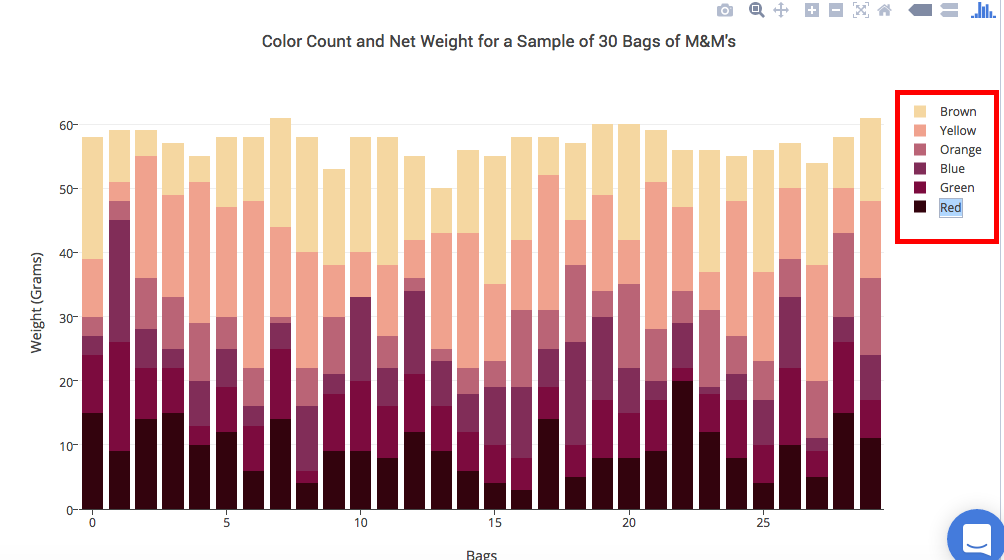 Color Count and Net Weight for a Sample of 30 Bags of M&M's
Brown
Yellow
Orange
Blue
Green
Red
60
50
40
30
20
10
0
Weight (Grams)
0 5 10 15 20 25
Bags